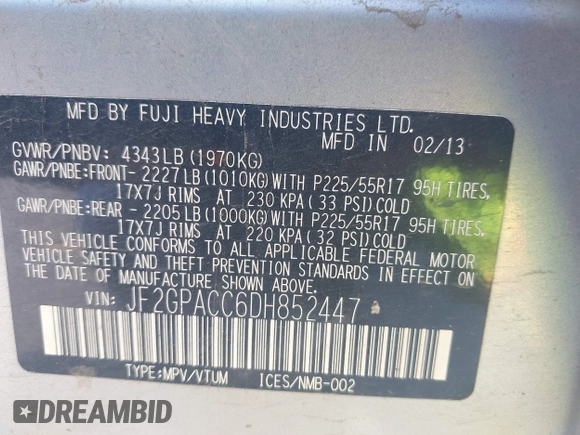 MFD BY FUJI HEAVY INDUSTRIES LTD.
MFD IN 02/13
GVWR/PNBV: 4343LB (1970KG)
GAWR/PNBE:FRONT- 2227LB (1010KG) WITH P225/55R17 95H TIRES,
17X7J RIMS AT 230 KPA (33 PSI) COLD
GAWR/PNBE:REAR - 2205LB (1000KG) WITH P225/55R17 95H TIRES,
17X7J RIMS AT 220 KPA (32 PSI) COLD
THIS VEHICLE CONFORMS TO ALL APPLICABLE FEDERAL MOTOR
VEHICLE SAFETY AND THEFT PREVENTION STANDARDS IN EFFECT ON
THE DATE OF MANUFACTURE SHOWN ABOVE.
VIN: JF2GPACC6DH852447
TYPE:MPV/VTUM ICES/NMB-002
DREAMBID